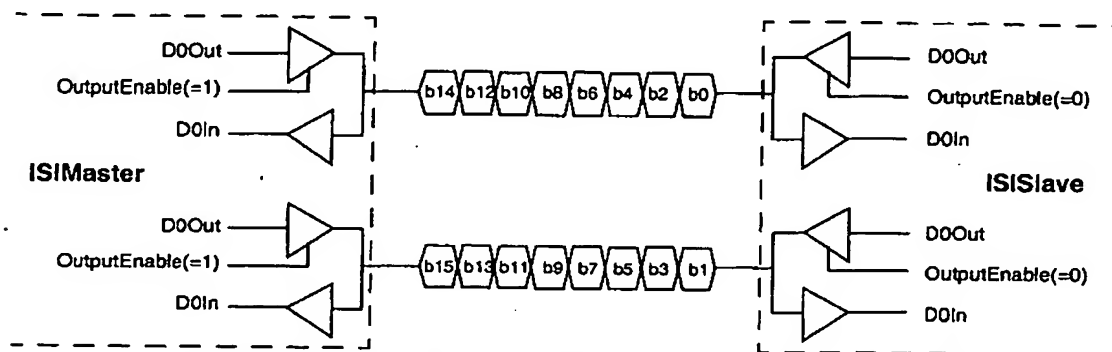 D0Out
OutputEnable(=1)
D0In
b14 b12 b10 b8 b6 b4 b2 b0
D0Out
OutputEnable(=0)
D0In
ISIMaster
ISISlave
D0Out
OutputEnable(=1)
D0In
b15 b13 b11 b9 b7 b5 b3 b1
D0Out
OutputEnable(=0)
D0In